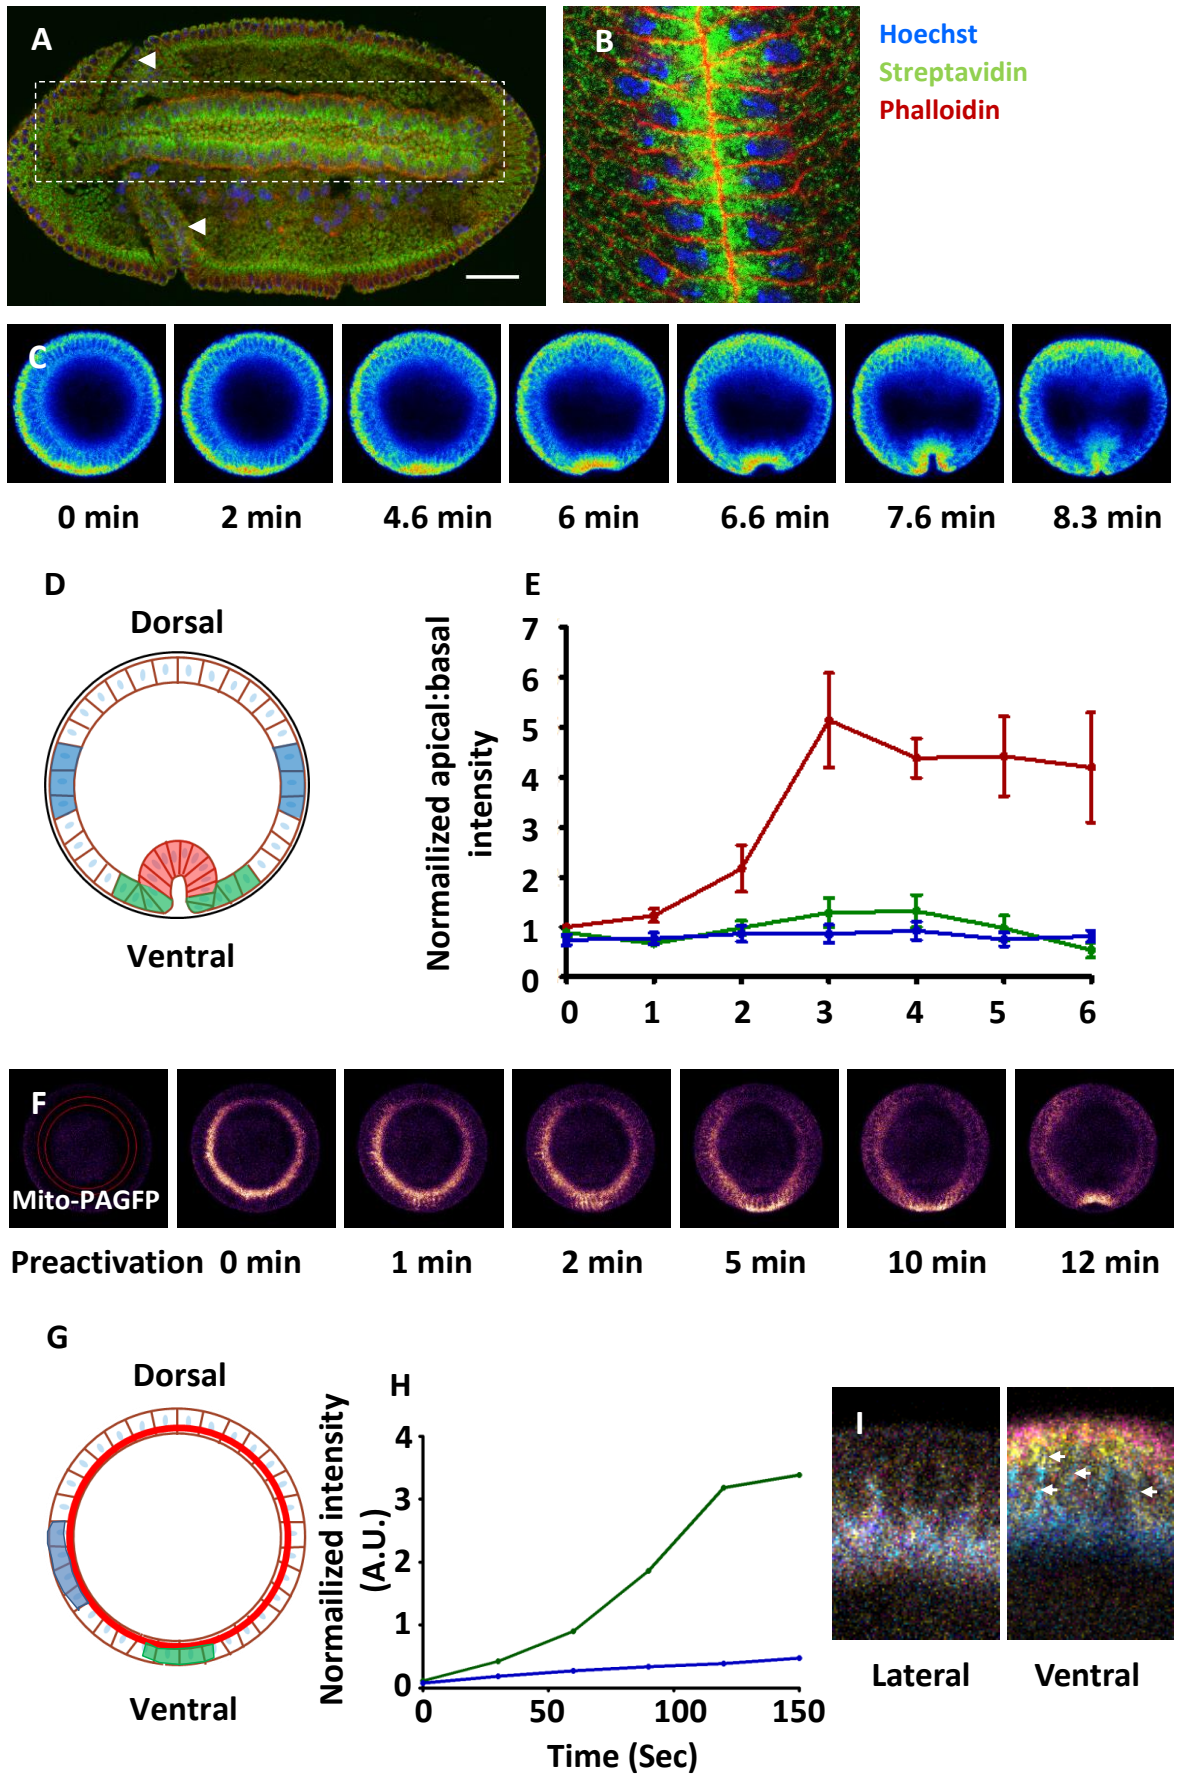 A
B
Hoechst
Streptavidin
Phalloidin
C
0 min
2 min
4.6 min
6 min
6.6 min
7.6 min
8.3 min
D
Dorsal
Ventral
E
Normailized apical:basal
intensity
7
6
5
4
3
2
1
0
0 1 2 3 4 5 6
F
Mito-PAGFP
Preactivation
0 min
1 min
2 min
5 min
10 min
12 min
G
Dorsal
Ventral
H
Normailized intensity
(A.U.)
4
3
2
1
0
0 50 100 150
Time (Sec)
I
Lateral
Ventral